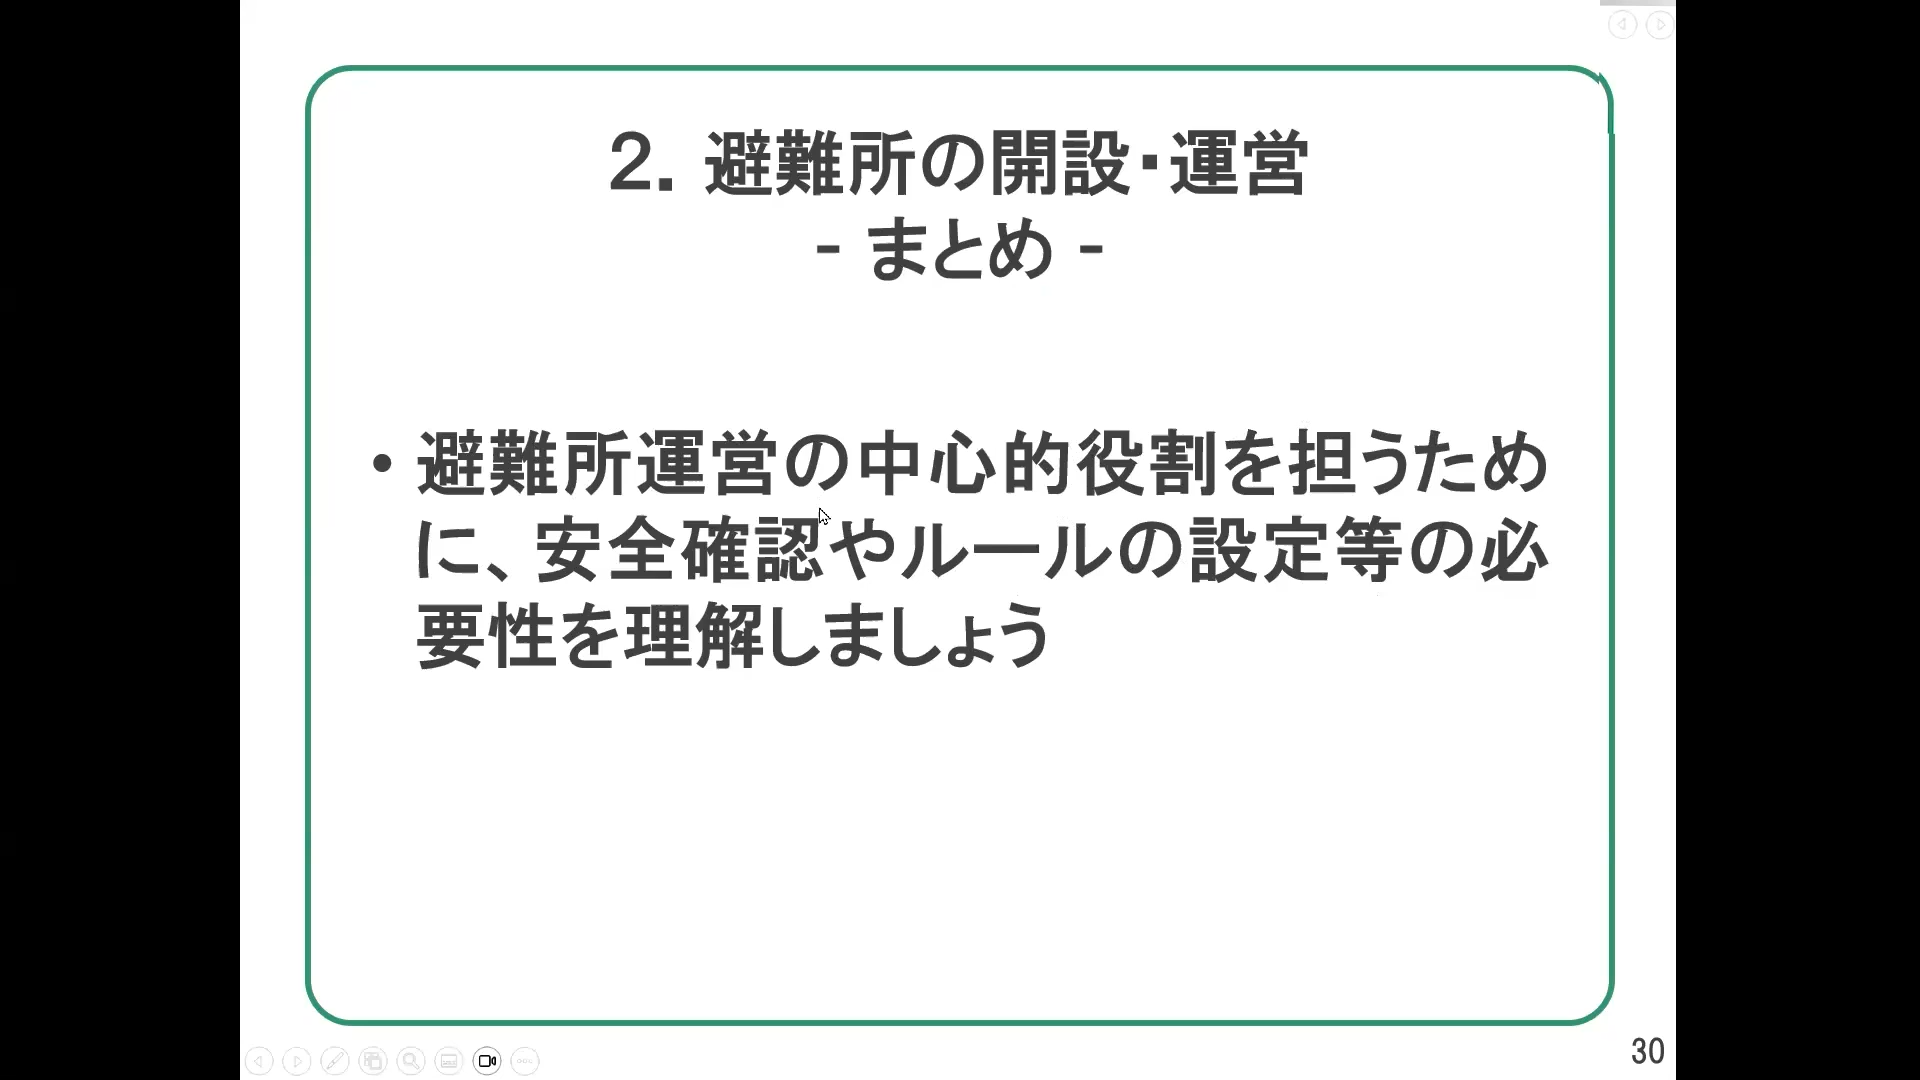 ２．避難所の開設・運営
- まとめ -
・避難所運営の中心的役割を担うため
に、安全確認やルールの設定等の必
要性を理解しましょう
30